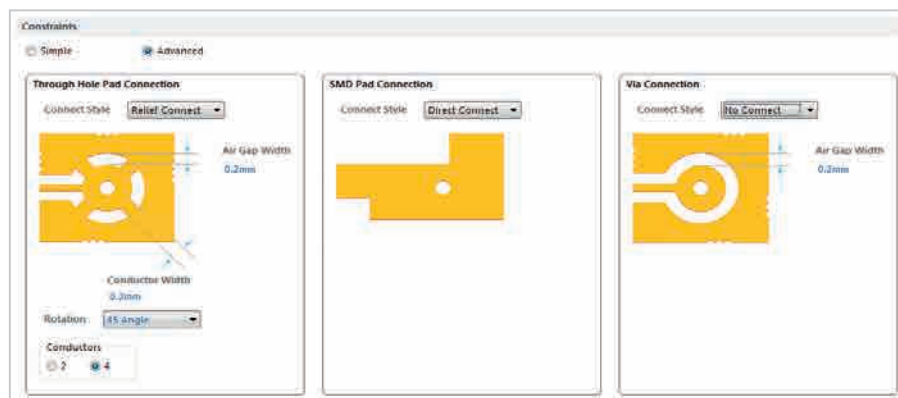 Constraints
Simple Advanced
Through Hole Pad Connection
Connect Style Relief Connect
Air Gap Width
0.2mm
Conductor Width
0.3mm
Rotation 45 Angle
Conductors
2 4
SMD Pad Connection
Connect Style Direct Connect
Via Connection
Connect Style No Connect
Air Gap Width
0.2mm